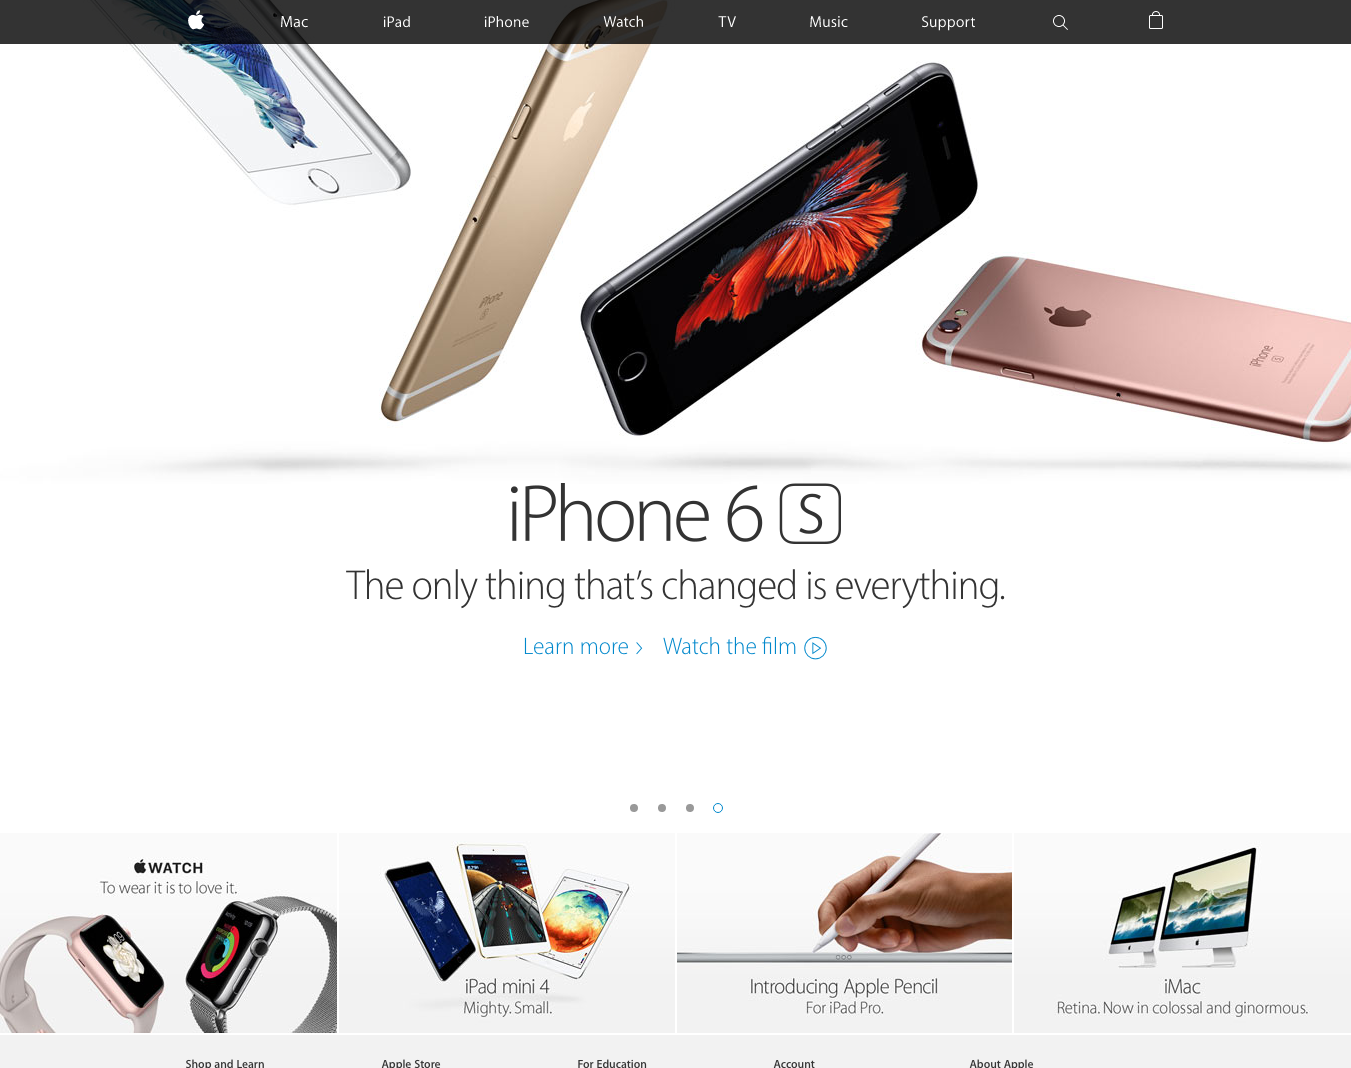 Mac
iPad
iPhone
Watch
TV
Music
Support
iPhone
S
iPhone
S
iPhone 6 S
The only thing that's changed is everything.
Learn more
Watch the film
WATCH
To wear it is to love it.
iPad mini 4
Mighty. Small.
Introducing Apple Pencil
For iPad Pro.
iMac
Retina. Now in colossal and ginormous.
Shop and Learn
Apple Store
For Education
Account
About Apple